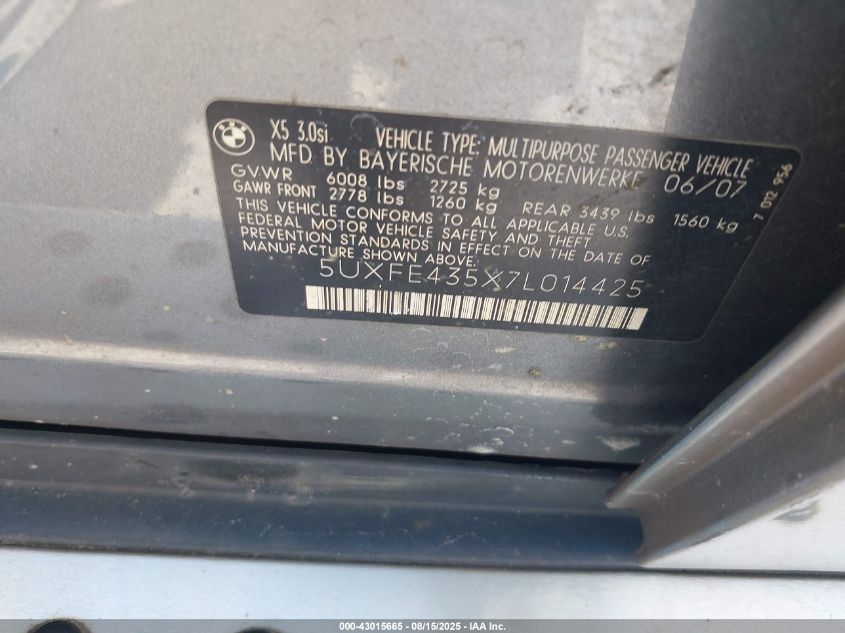 X5 3.0si VEHICLE TYPE: MULTIPURPOSE PASSENGER VEHICLE
MFD BY BAYERISCHE MOTORENWERKE 06/07
GVWR 6008 lbs 2725 kg
GAWR FRONT 2778 lbs 1260 kg REAR 3439 lbs 1560 kg
THIS VEHICLE CONFORMS TO ALL APPLICABLE U.S.
FEDERAL MOTOR VEHICLE SAFETY AND THEFT
PREVENTION STANDARDS IN EFFECT ON THE DATE OF
MANUFACTURE SHOWN ABOVE.
5UXFE435X7L014425
7 012 956
000-43015665 - 08/15/2025 - IAA Inc.